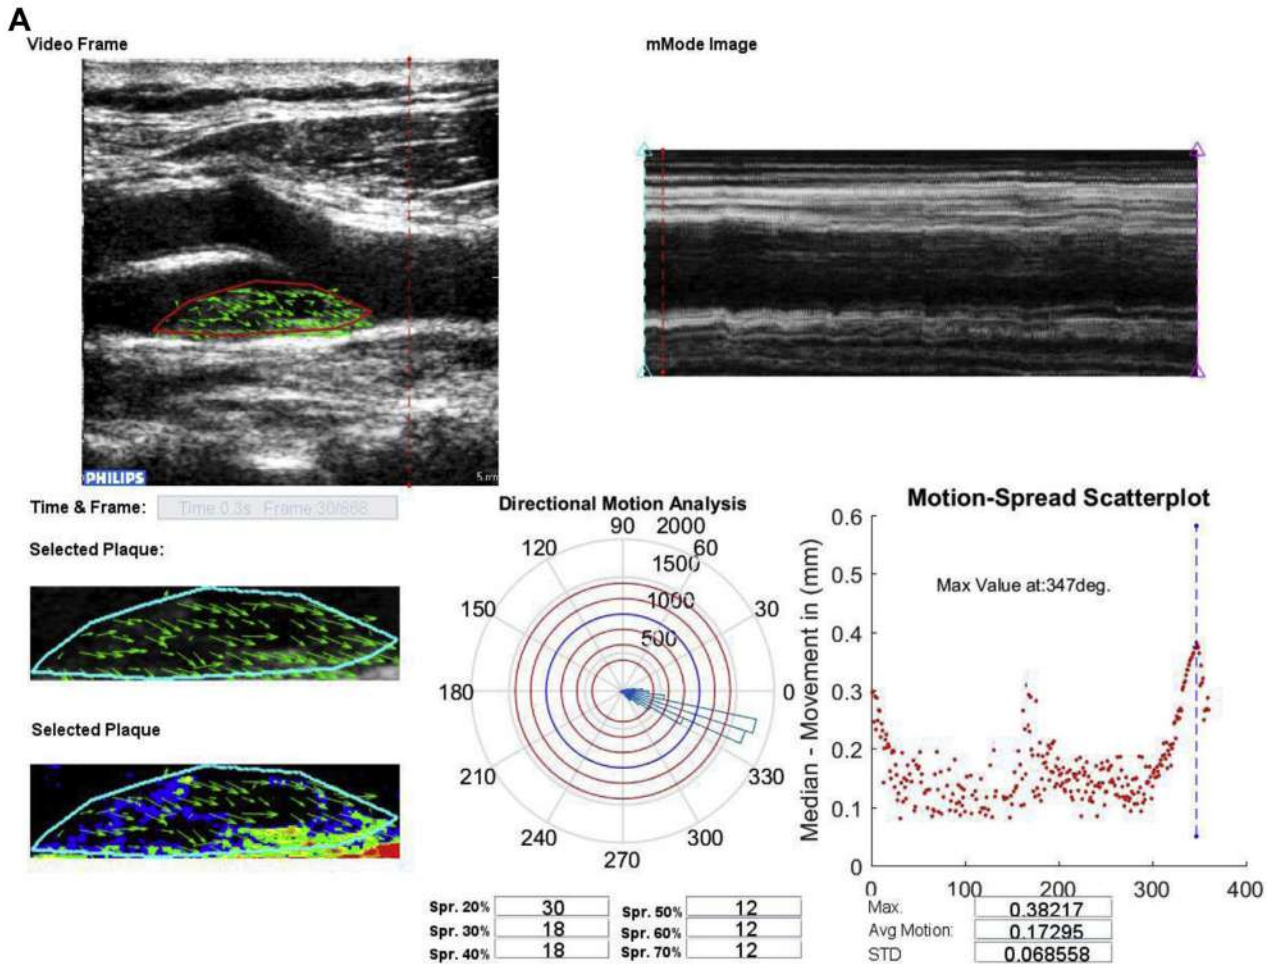 A
Video Frame
mMode Image
PHILIPS
5 mm
Time & Frame: Time 0.3s Frame 30/868
Selected Plaque:
Selected Plaque
Directional Motion Analysis
90 2000
120 60
1500
150 1000 30
500
180 0
210 330
240 300
270
Spr. 20% 30 Spr. 50% 12
Spr. 30% 18 Spr. 60% 12
Spr. 40% 18 Spr. 70% 12
Motion-Spread Scatterplot
Median - Movement in (mm)
0.6
0.5
Max Value at:347deg.
0.4
0.3
0.2
0.1
0
0 100 200 300 400
Max. 0.38217
Avg Motion: 0.17295
STD 0.068558